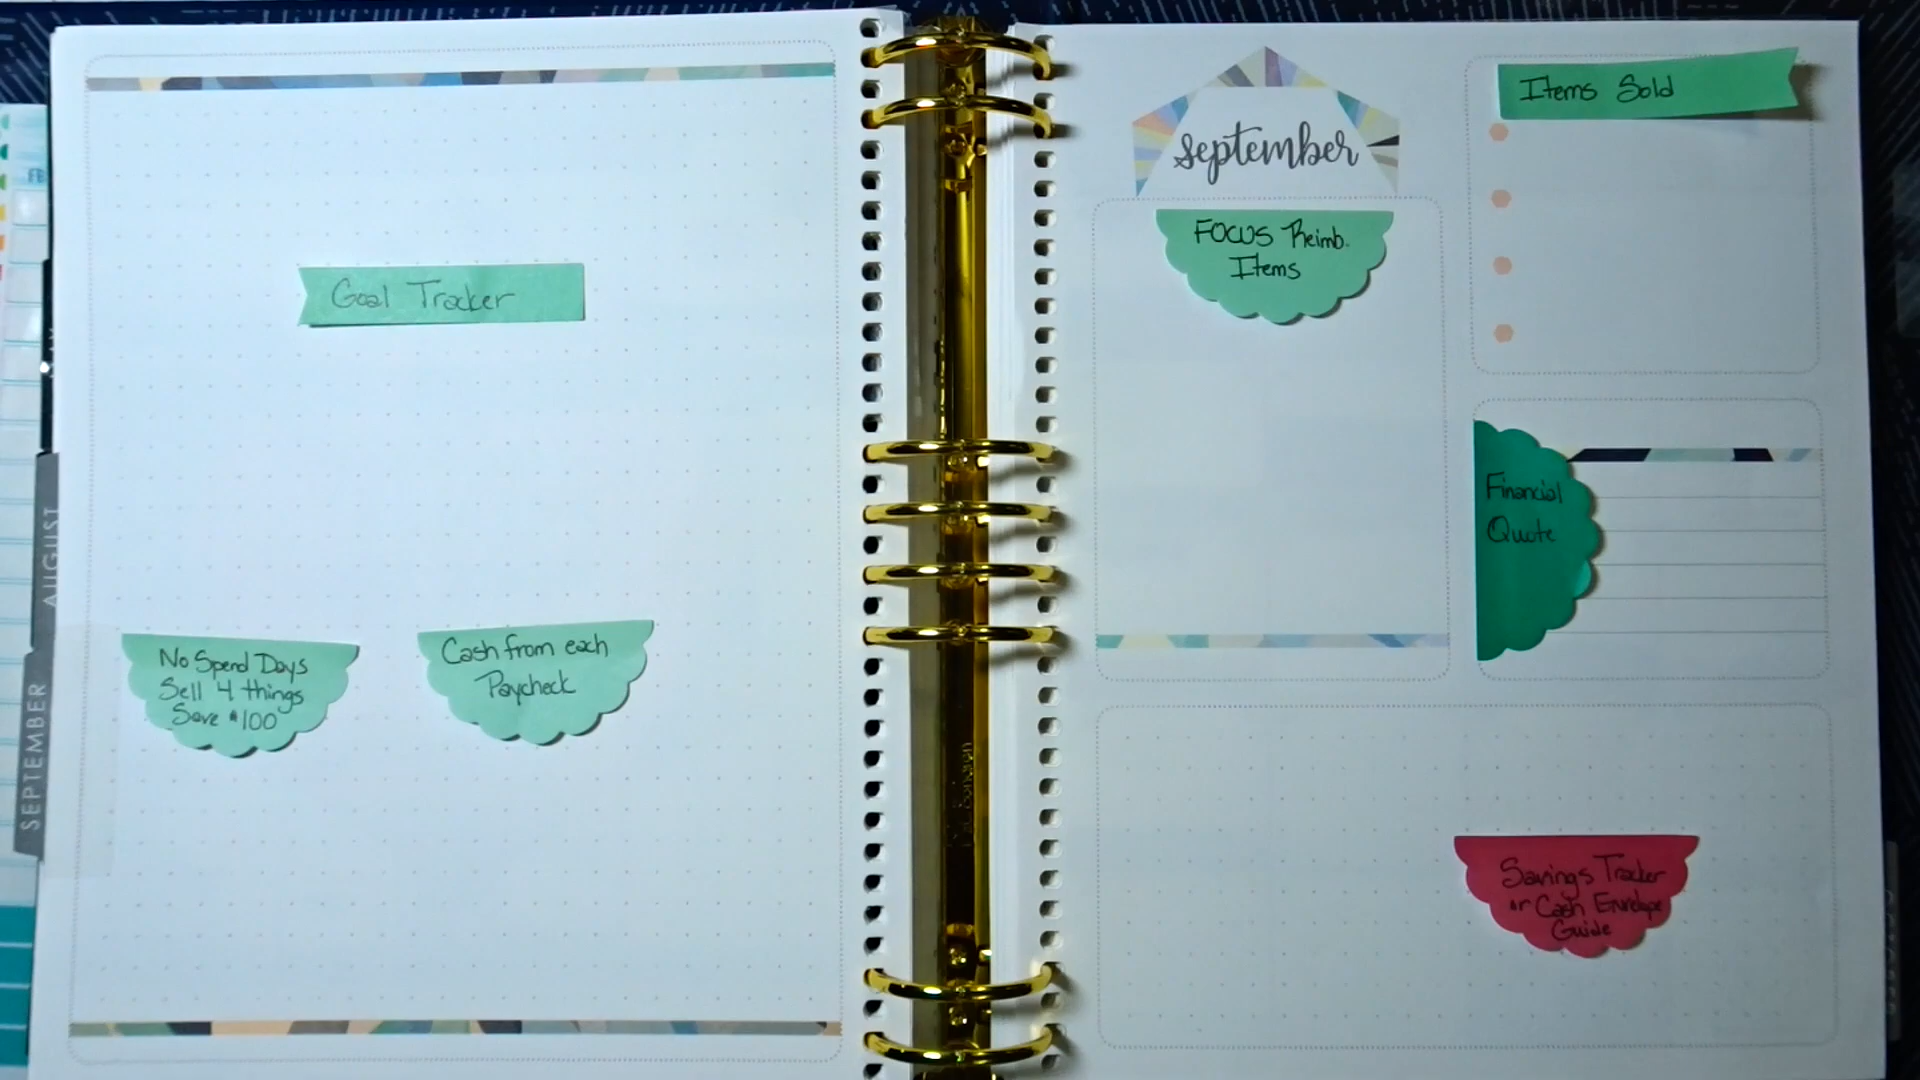 Goal Tracker
No Spend Days
Sell 4 things
Save $100
Cash from each
Paycheck
AUGUST
SEPTEMBER
september
FOCUS Reimb.
Items
Items Sold
Financial
Quote
Savings Tracker
or Cash Envelope
Guide